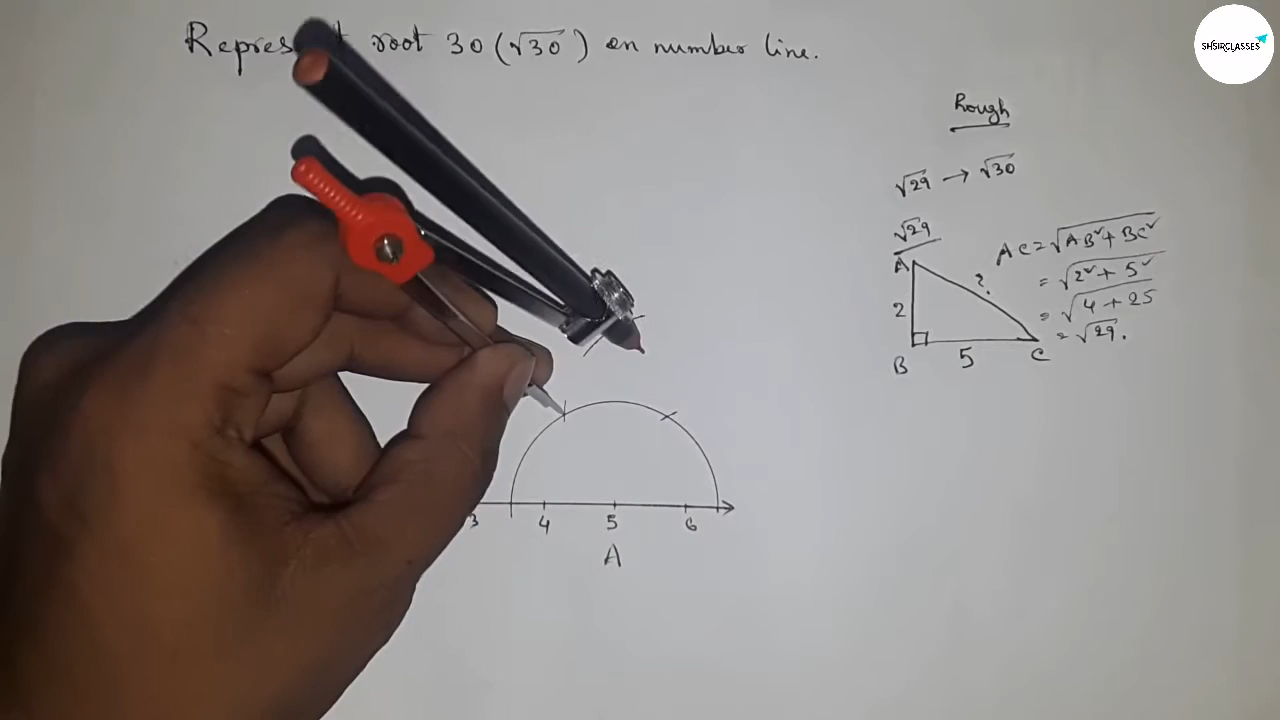 Represent root 30 (√30) on number line.
SHSIRCLASSES
Rough
√29 → √30
√29
A
AC = √AB² + BC²
?
= √2² + 5²
2
= √4 + 25
= √29.
B
5
C
3 4 5 6
A